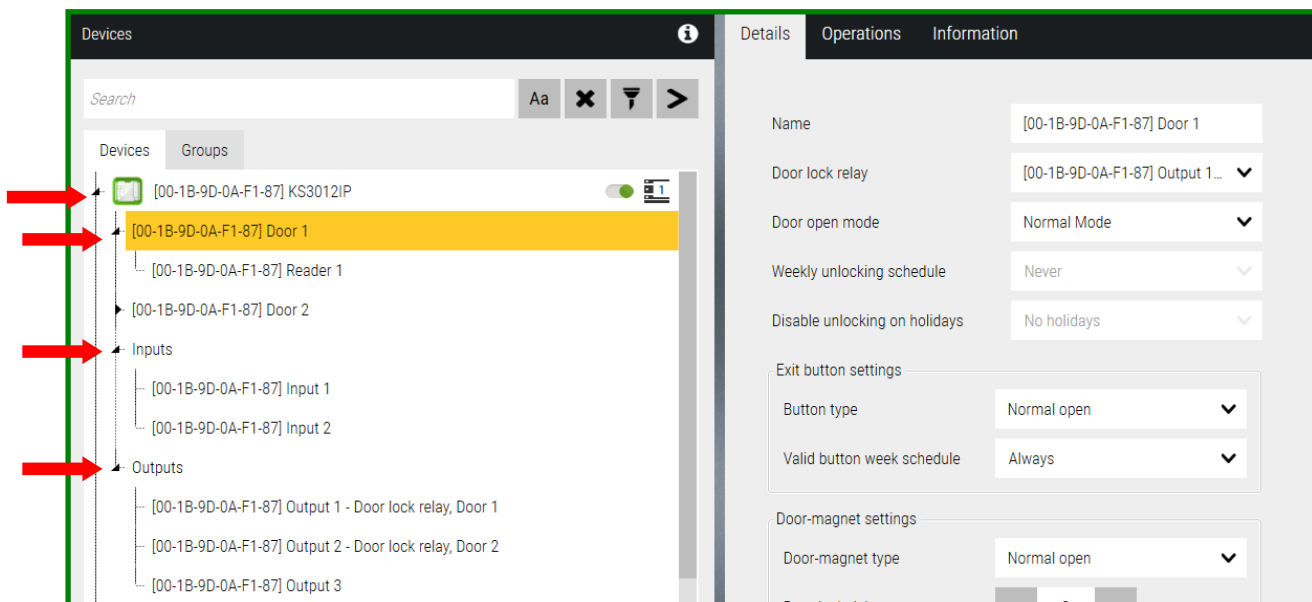 Devices
Search
Aa
Devices Groups
[00-1B-9D-0A-F1-87] KS3012IP 1
[00-1B-9D-0A-F1-87] Door 1
[00-1B-9D-0A-F1-87] Reader 1
[00-1B-9D-0A-F1-87] Door 2
Inputs
[00-1B-9D-0A-F1-87] Input 1
[00-1B-9D-0A-F1-87] Input 2
Outputs
[00-1B-9D-0A-F1-87] Output 1 - Door lock relay, Door 1
[00-1B-9D-0A-F1-87] Output 2 - Door lock relay, Door 2
[00-1B-9D-0A-F1-87] Output 3
Details Operations Information
Name [00-1B-9D-0A-F1-87] Door 1
Door lock relay [00-1B-9D-0A-F1-87] Output 1...
Door open mode Normal Mode
Weekly unlocking schedule Never
Disable unlocking on holidays No holidays
Exit button settings
Button type Normal open
Valid button week schedule Always
Door-magnet settings
Door-magnet type Normal open